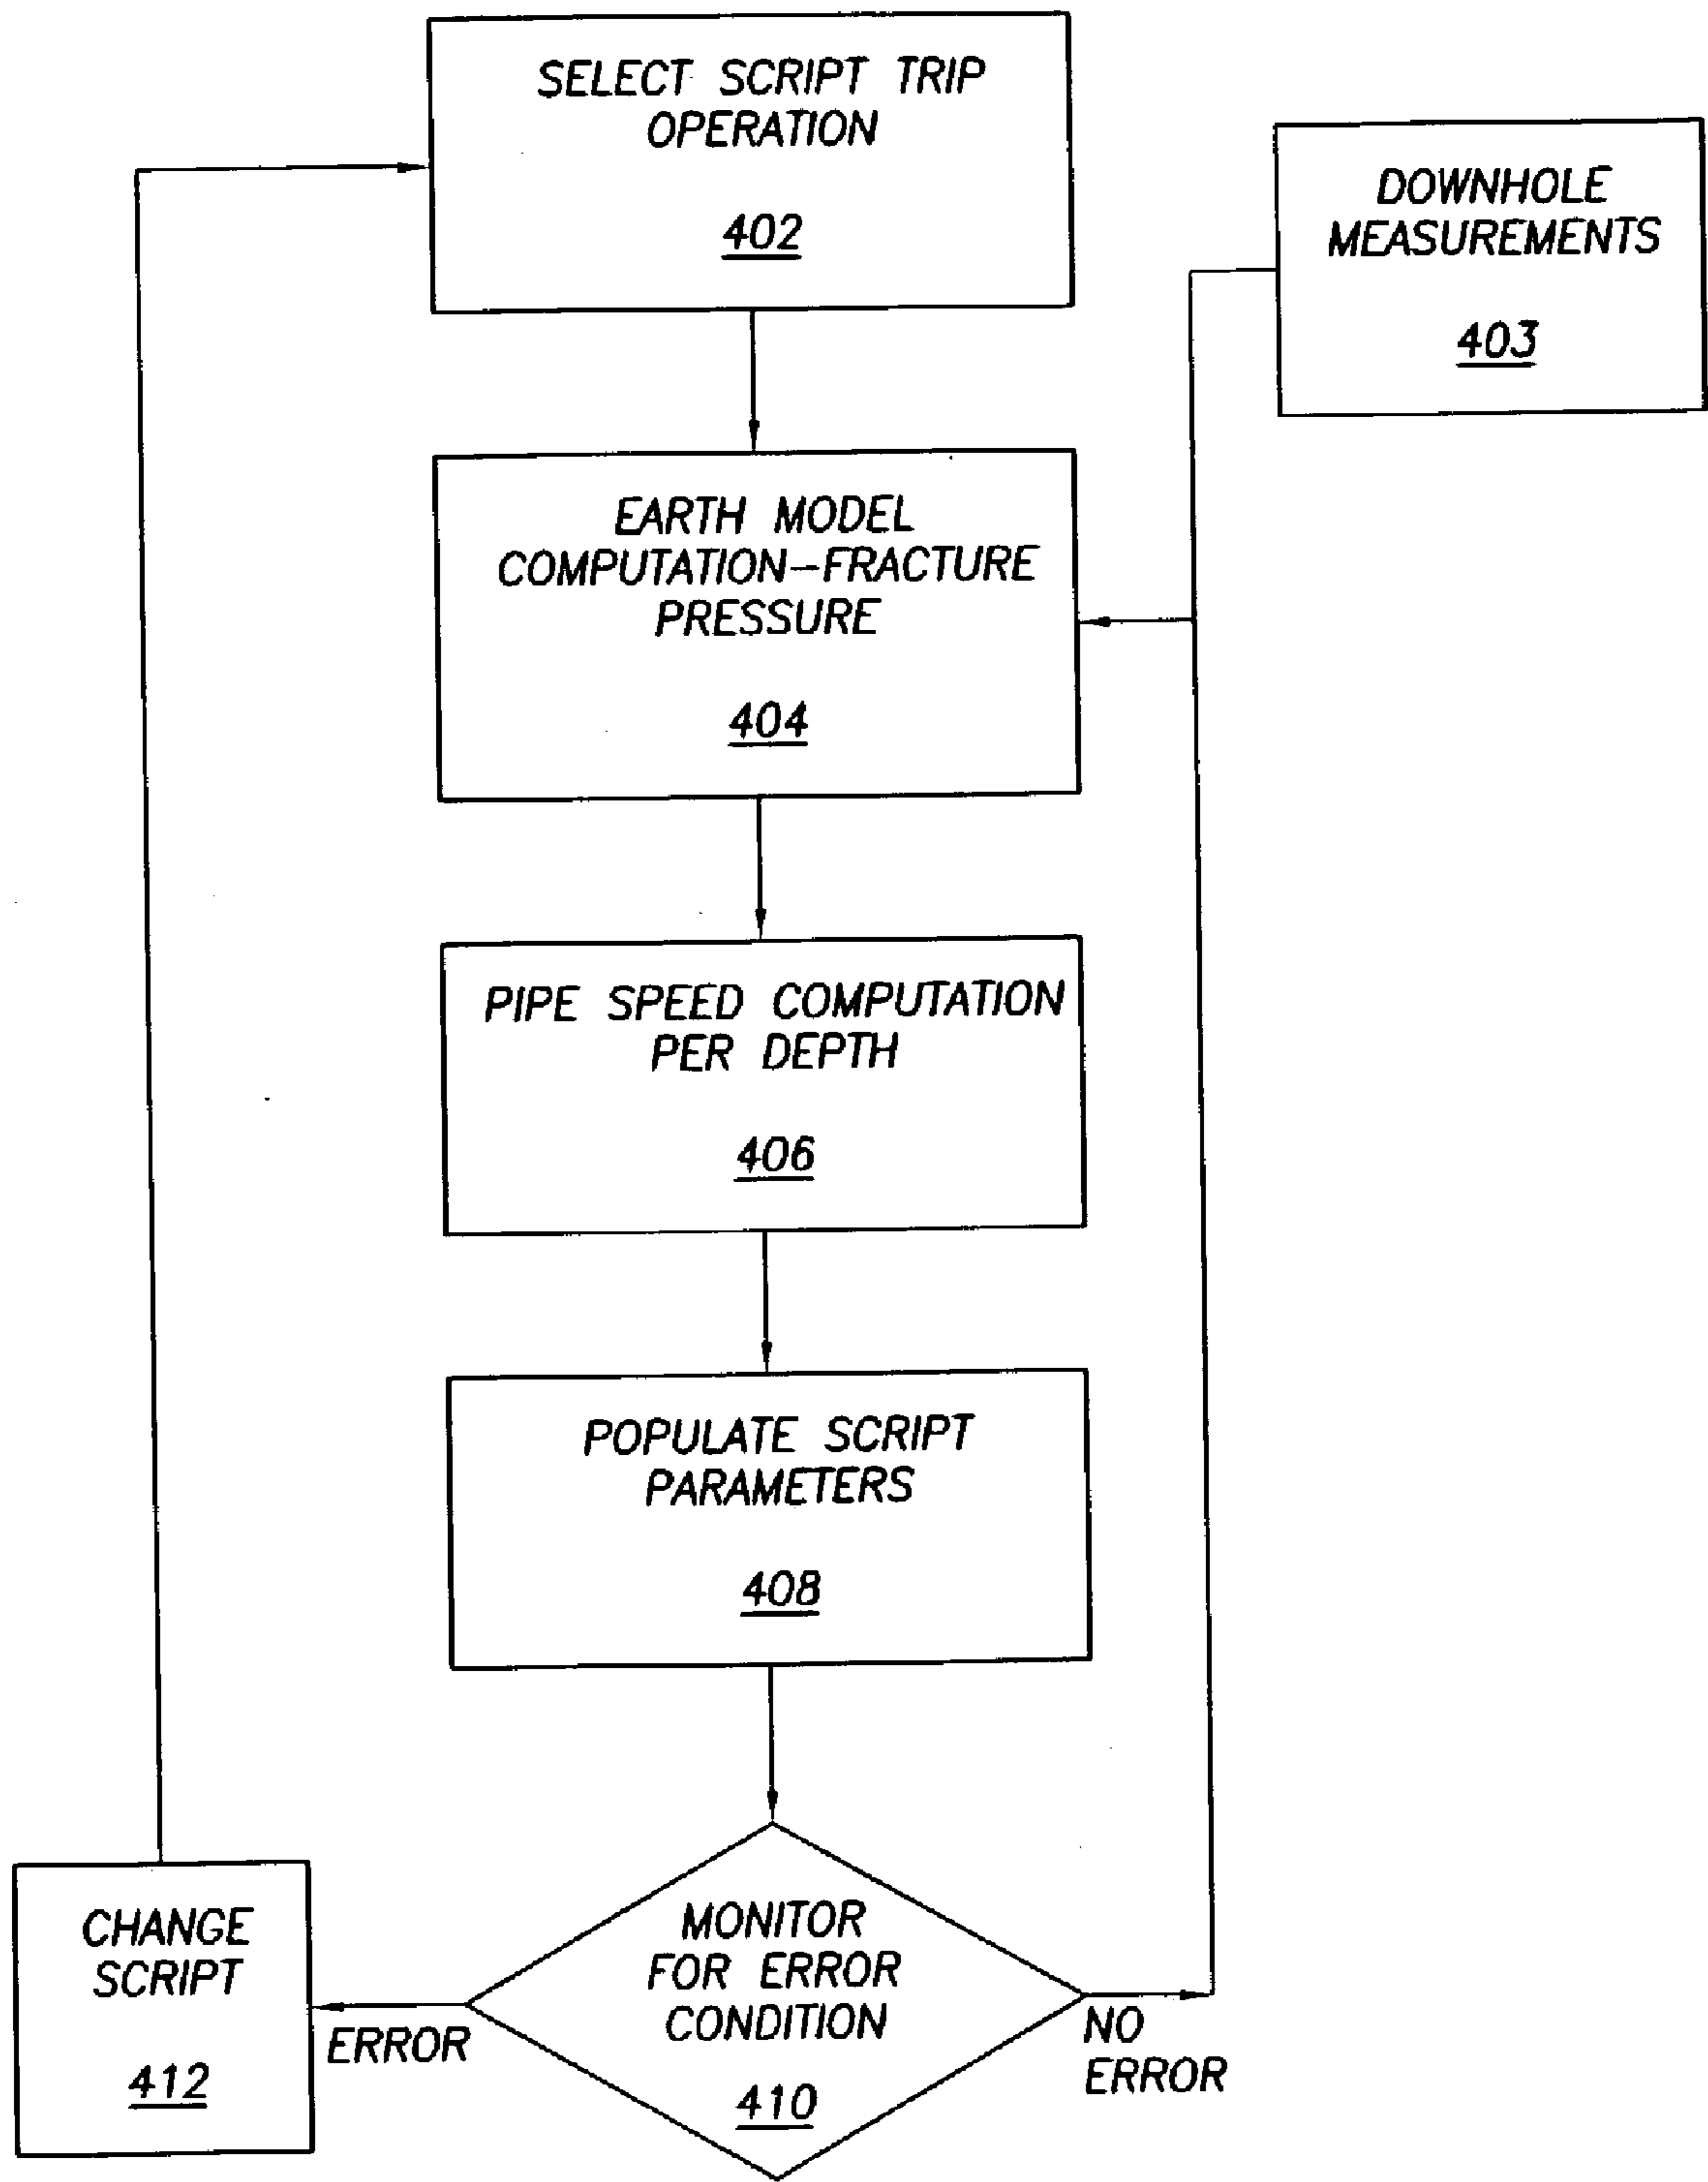 SELECT SCRIPT TRIP
OPERATION
402
DOWNHOLE
MEASUREMENTS
403
EARTH MODEL
COMPUTATION–FRACTURE
PRESSURE
404
PIPE SPEED COMPUTATION
PER DEPTH
406
POPULATE SCRIPT
PARAMETERS
408
MONITOR
FOR ERROR
CONDITION
410
ERROR
NO
ERROR
CHANGE
SCRIPT
412